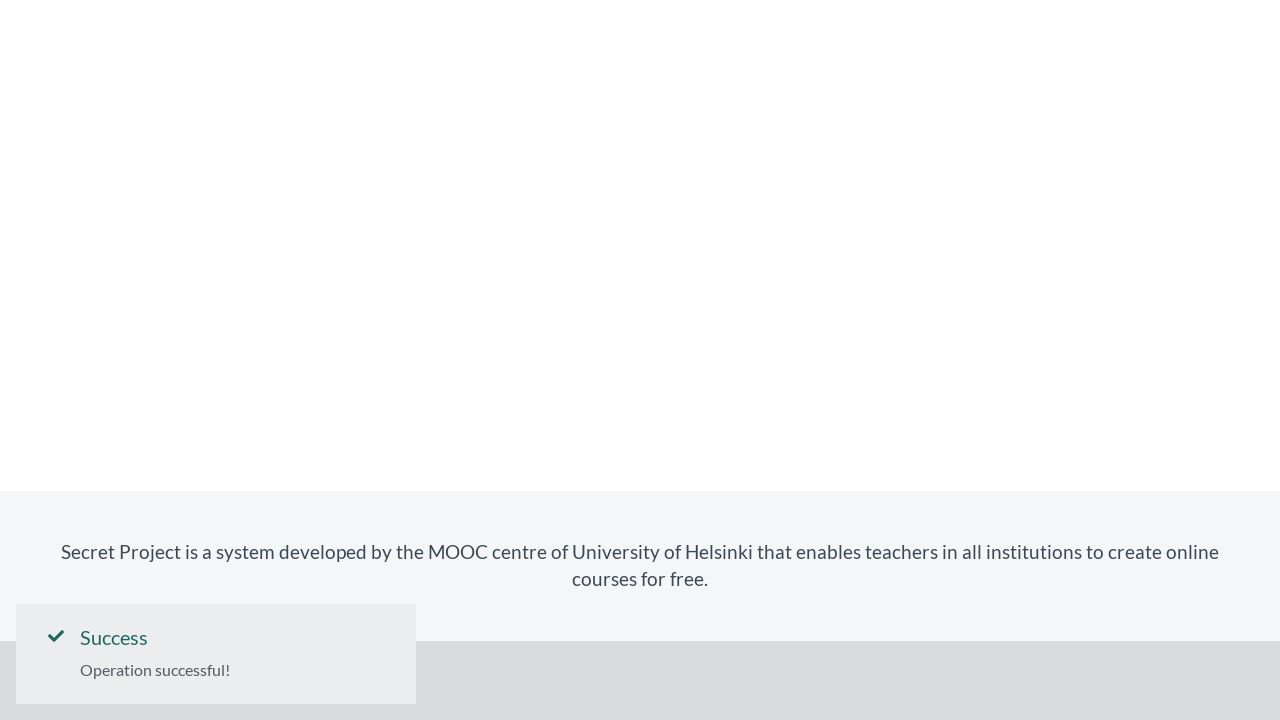 Secret Project is a system developed by the MOOC centre of University of Helsinki that enables teachers in all institutions to create online
courses for free.
Success
Operation successful!